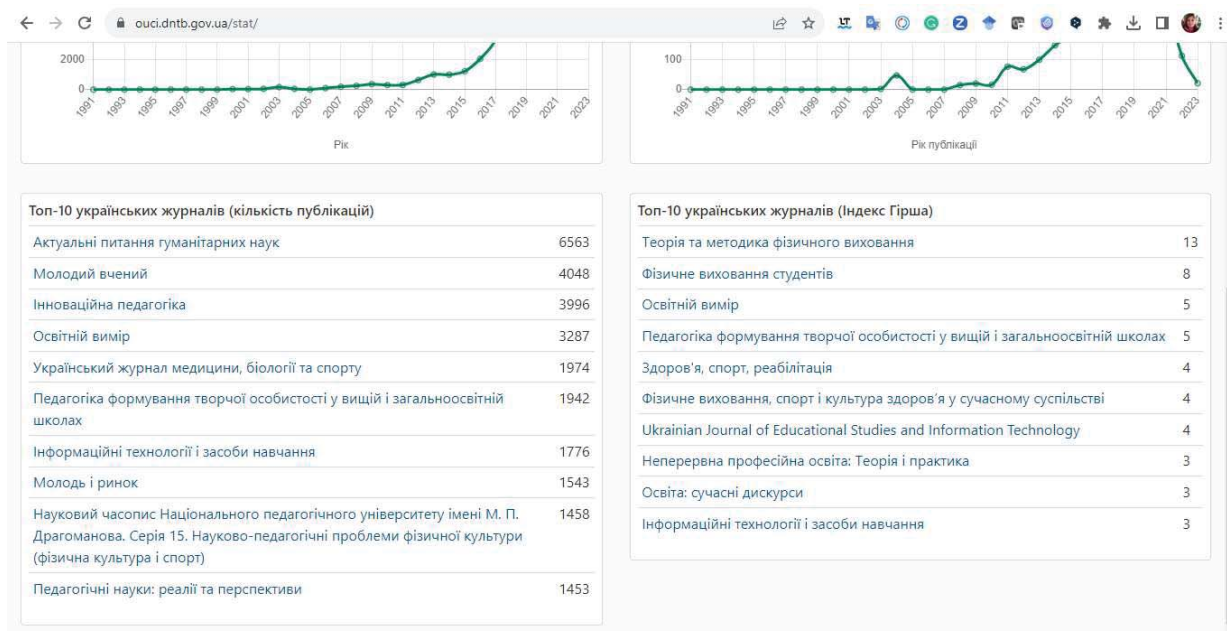 ouci.dntb.gov.ua/stat/
2000
0
1991 1993 1995 1997 1999 2001 2003 2005 2007 2009 2011 2013 2015 2017 2019 2021 2023
Рік
100
0
1991 1993 1995 1997 1999 2001 2003 2005 2007 2009 2011 2013 2015 2017 2019 2021 2023
Рік публікації
Топ-10 українських журналів (кількість публікацій)
Актуальні питання гуманітарних наук 6563
Молодий вчений 4048
Інноваційна педагогіка 3996
Освітній вимір 3287
Український журнал медицини, біології та спорту 1974
Педагогіка формування творчої особистості у вищій і загальноосвітній 1942
школах
Інформаційні технології і засоби навчання 1776
Молодь і ринок 1543
Науковий часопис Національного педагогічного університету імені М. П. 1458
Драгоманова. Серія 15. Науково-педагогічні проблеми фізичної культури
(фізична культура і спорт)
Педагогічні науки: реалії та перспективи 1453
Топ-10 українських журналів (Індекс Гірша)
Теорія та методика фізичного виховання 13
Фізичне виховання студентів 8
Освітній вимір 5
Педагогіка формування творчої особистості у вищій і загальноосвітній школах 5
Здоров'я, спорт, реабілітація 4
Фізичне виховання, спорт і культура здоров'я у сучасному суспільстві 4
Ukrainian Journal of Educational Studies and Information Technology 4
Неперервна професійна освіта: Теорія і практика 3
Освіта: сучасні дискурси 3
Інформаційні технології і засоби навчання 3